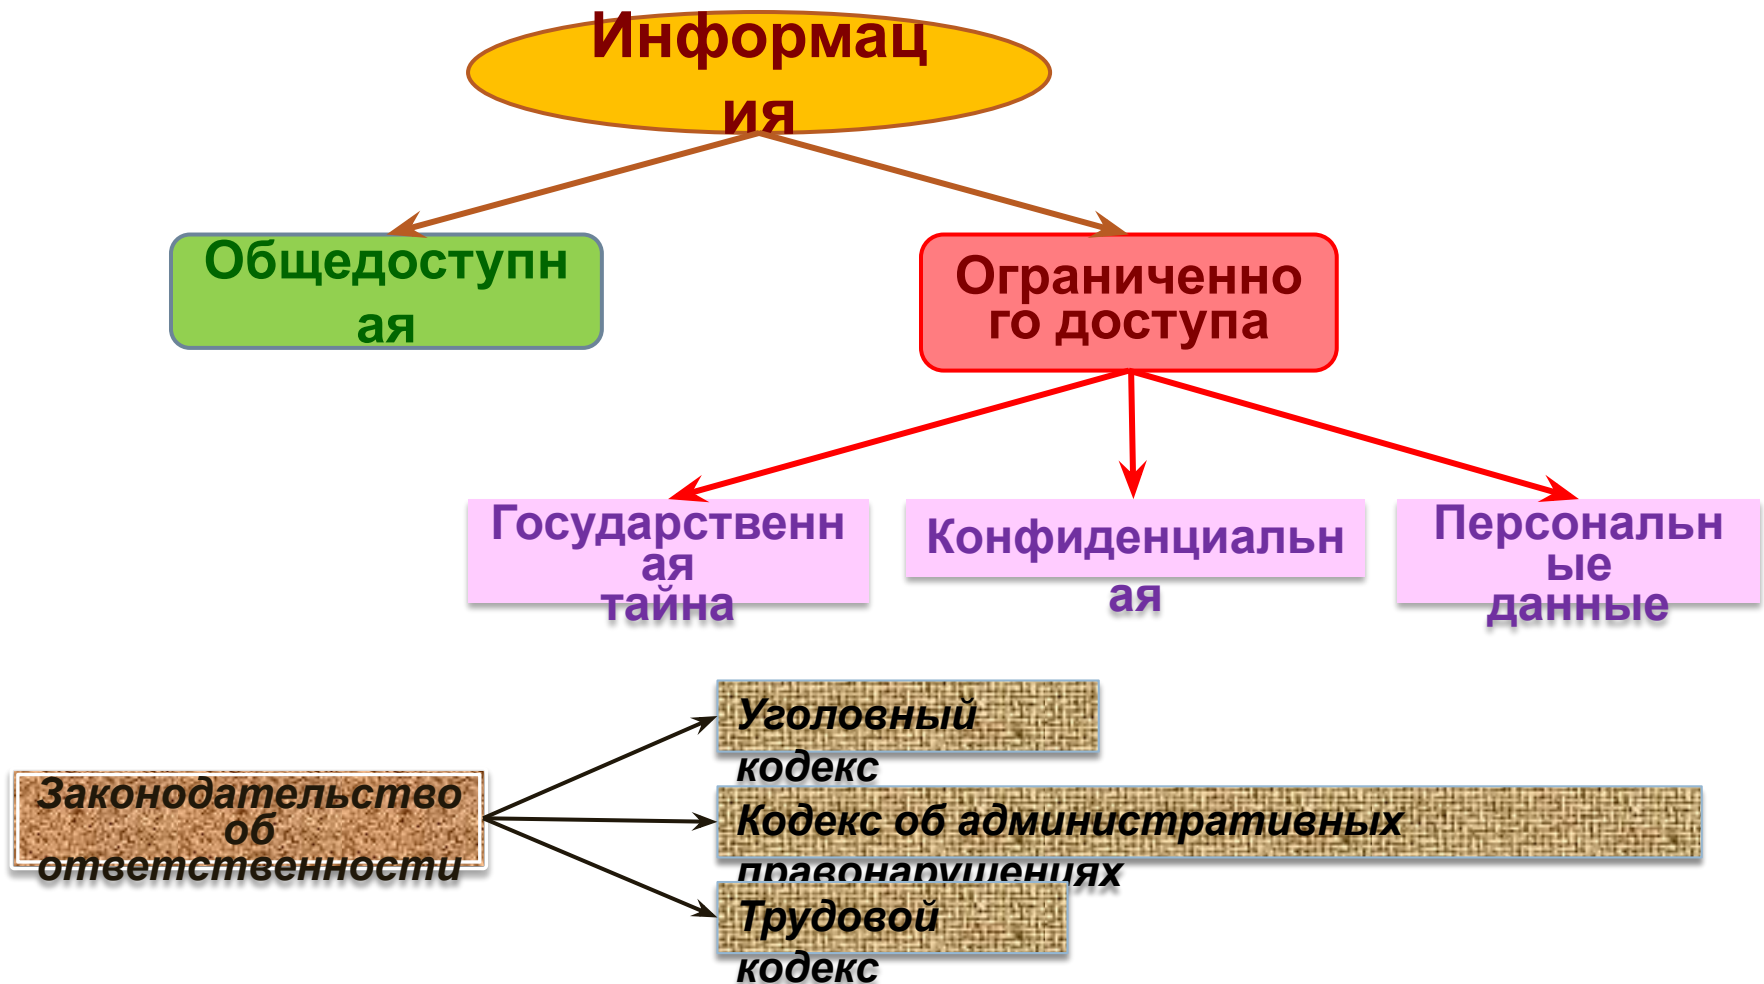 Информац
ия
Общедоступн
ая
Ограниченно
го доступа
Государственн
ая
тайна
Конфиденциальн
ая
Персональн
ые
данные
Законодательство
об
ответственности
Уголовный
кодекс
Кодекс об административных
правонарушениях
Трудовой
кодекс